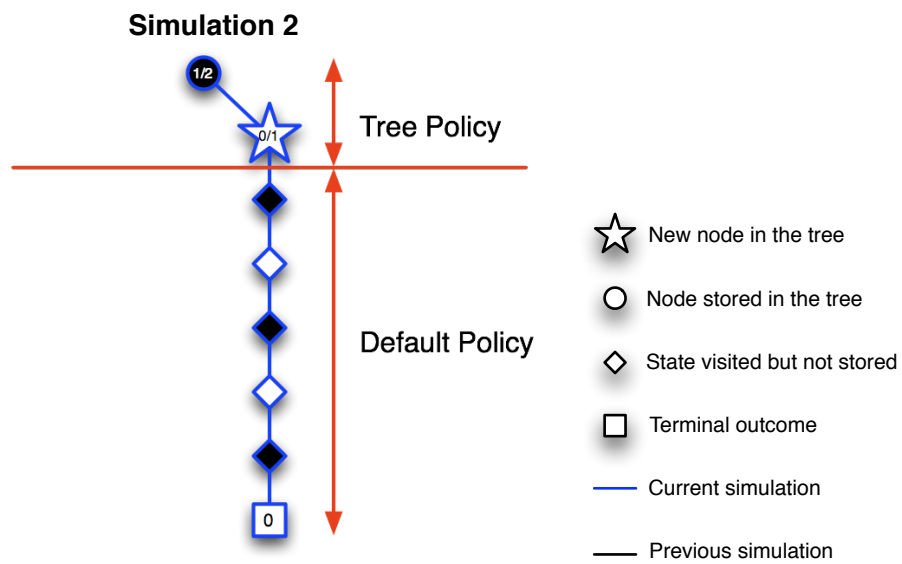 Simulation 2
1/2
0/1
Tree Policy
Default Policy
0
New node in the tree
Node stored in the tree
State visited but not stored
Terminal outcome
Current simulation
Previous simulation